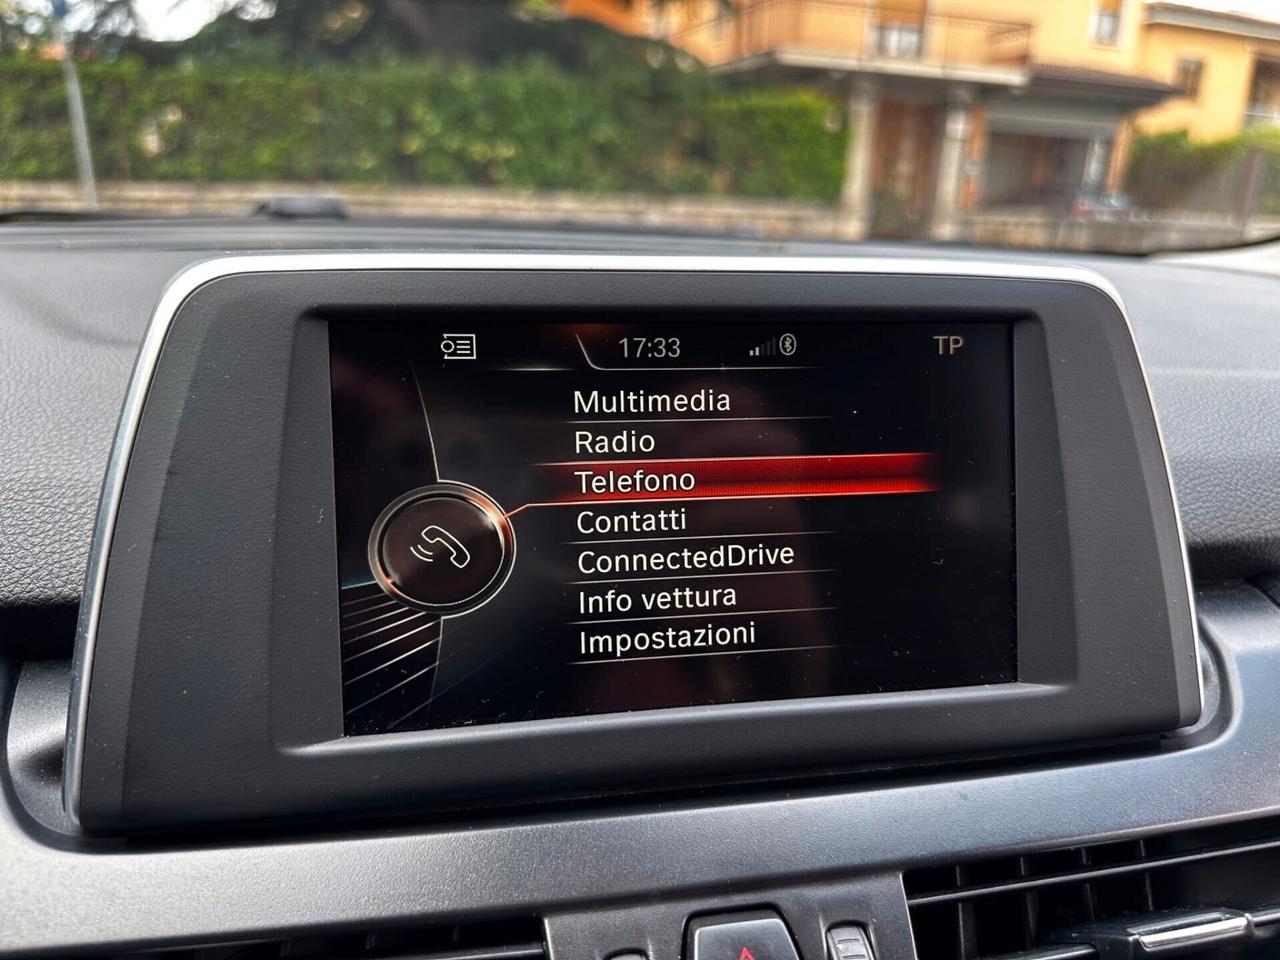 17:33
TP
Multimedia
Radio
Telefono
Contatti
ConnectedDrive
Info vettura
Impostazioni